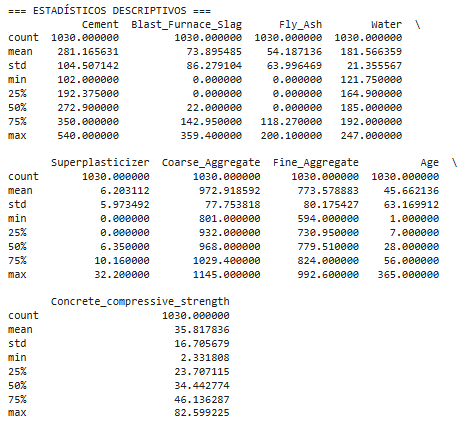 === ESTADÍSTICOS DESCRIPTIVOS ===
Cement Blast_Furnace_Slag Fly_Ash Water \
count 1030.000000 1030.000000 1030.000000 1030.000000
mean 281.165631 73.895485 54.187136 181.566359
std 104.507142 86.279104 63.996469 21.355567
min 102.000000 0.000000 0.000000 121.750000
25% 192.375000 0.000000 0.000000 164.900000
50% 272.900000 22.000000 0.000000 185.000000
75% 350.000000 142.950000 118.270000 192.000000
max 540.000000 359.400000 200.100000 247.000000
Superplasticizer Coarse_Aggregate Fine_Aggregate Age \
count 1030.000000 1030.000000 1030.000000 1030.000000
mean 6.203112 972.918592 773.578883 45.662136
std 5.973492 77.753818 80.175427 63.169912
min 0.000000 801.000000 594.000000 1.000000
25% 0.000000 932.000000 730.950000 7.000000
50% 6.350000 968.000000 779.510000 28.000000
75% 10.160000 1029.400000 824.000000 56.000000
max 32.200000 1145.000000 992.600000 365.000000
Concrete_compressive_strength
count 1030.000000
mean 35.817836
std 16.705679
min 2.331808
25% 23.707115
50% 34.442774
75% 46.136287
max 82.599225